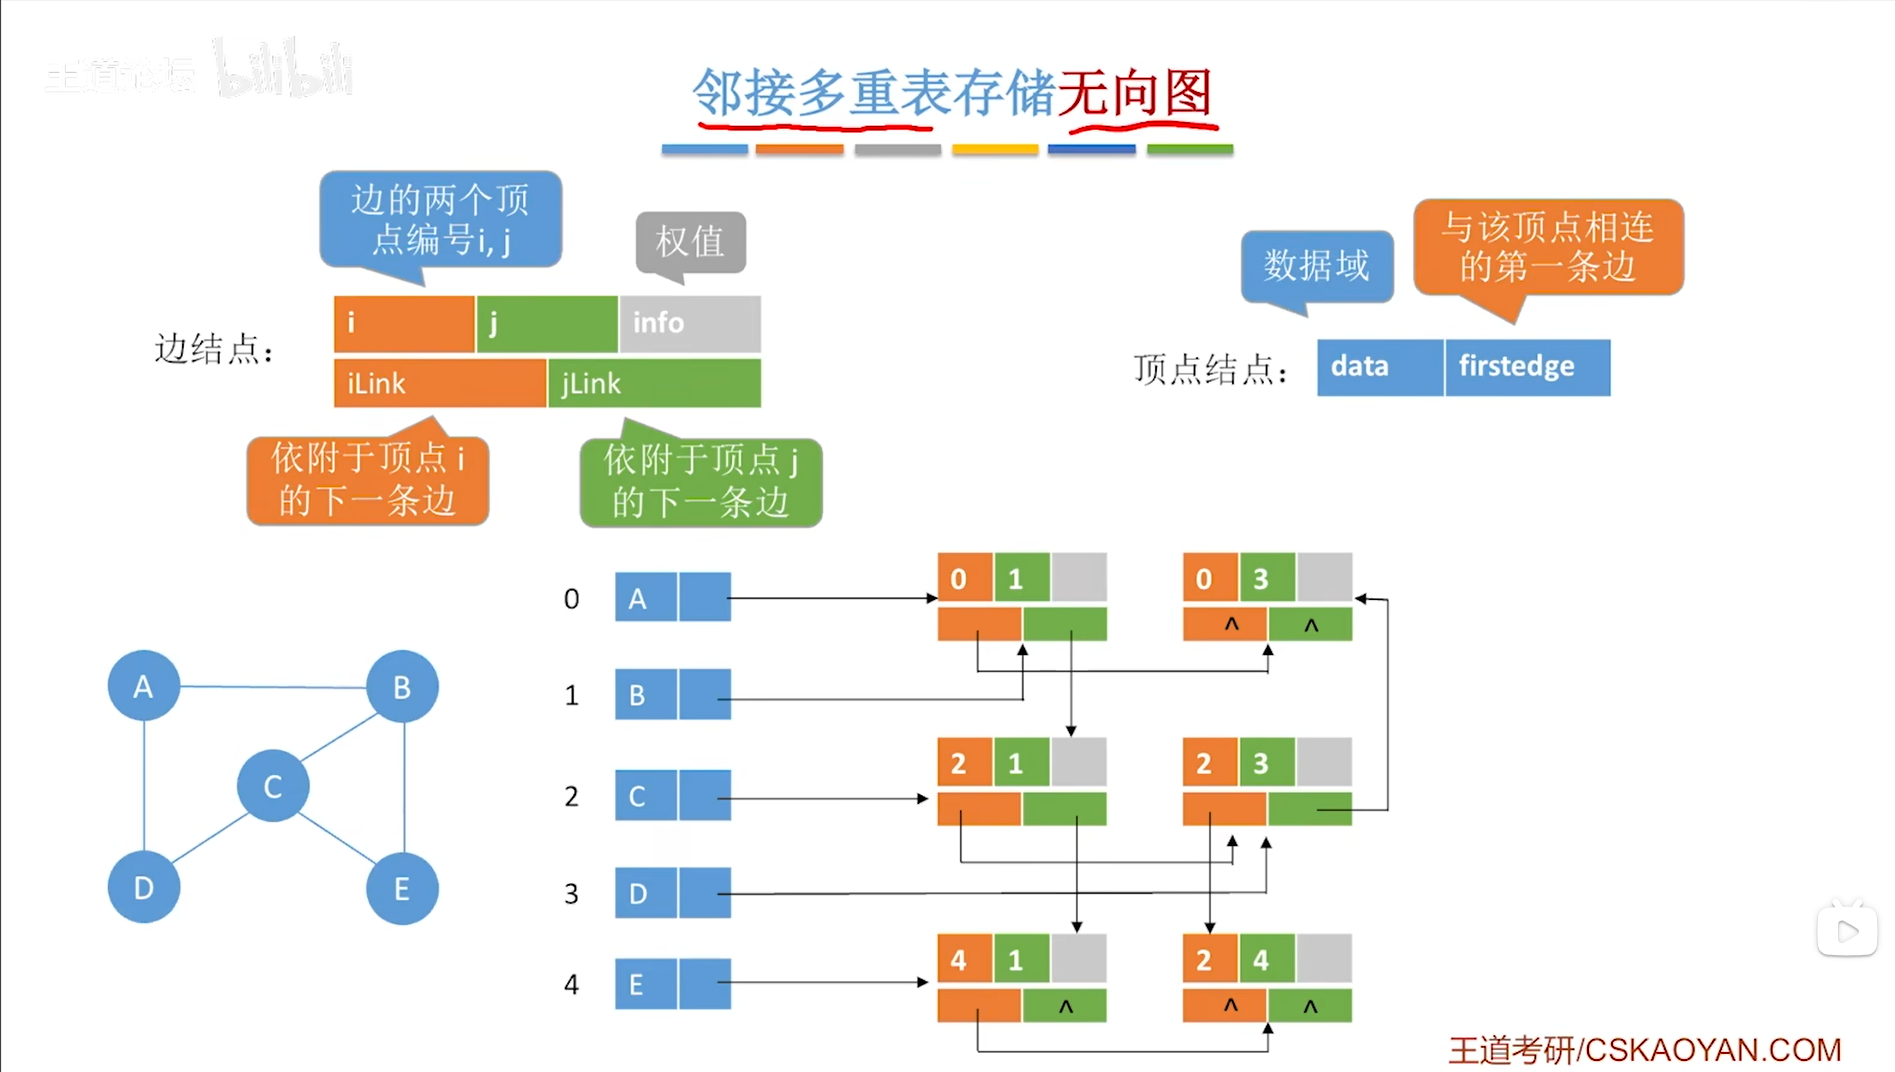 王道论坛 bilibili
邻接多重表存储无向图
边的两个顶
点编号i, j
权值
数据域
与该顶点相连
的第一条边
边结点：
i j info
iLink jLink
顶点结点：
data firstedge
依附于顶点 i
的下一条边
依附于顶点 j
的下一条边
0 A
0 1
0 3
^ ^
1 B
2 C
2 1
2 3
3 D
4 E
4 1
^
2 4
^ ^
A
B
C
D
E
王道考研/CSKAOYAN.COM